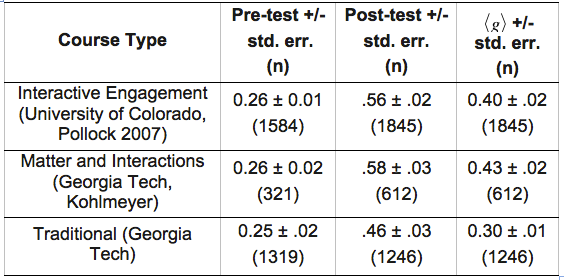 Course Type
Pre-test +/-
std. err.
(n)
Post-test +/-
std. err.
(n)
⟨g⟩ +/-
std. err.
(n)
Interactive Engagement
(University of Colorado,
Pollock 2007)
0.26 ± 0.01
(1584)
.56 ± .02
(1845)
0.40 ± .02
(1845)
Matter and Interactions
(Georgia Tech,
Kohlmeyer)
0.26 ± 0.02
(321)
.58 ± .03
(612)
0.43 ± .02
(612)
Traditional (Georgia
Tech)
0.25 ± .02
(1319)
.46 ± .03
(1246)
0.30 ± .01
(1246)